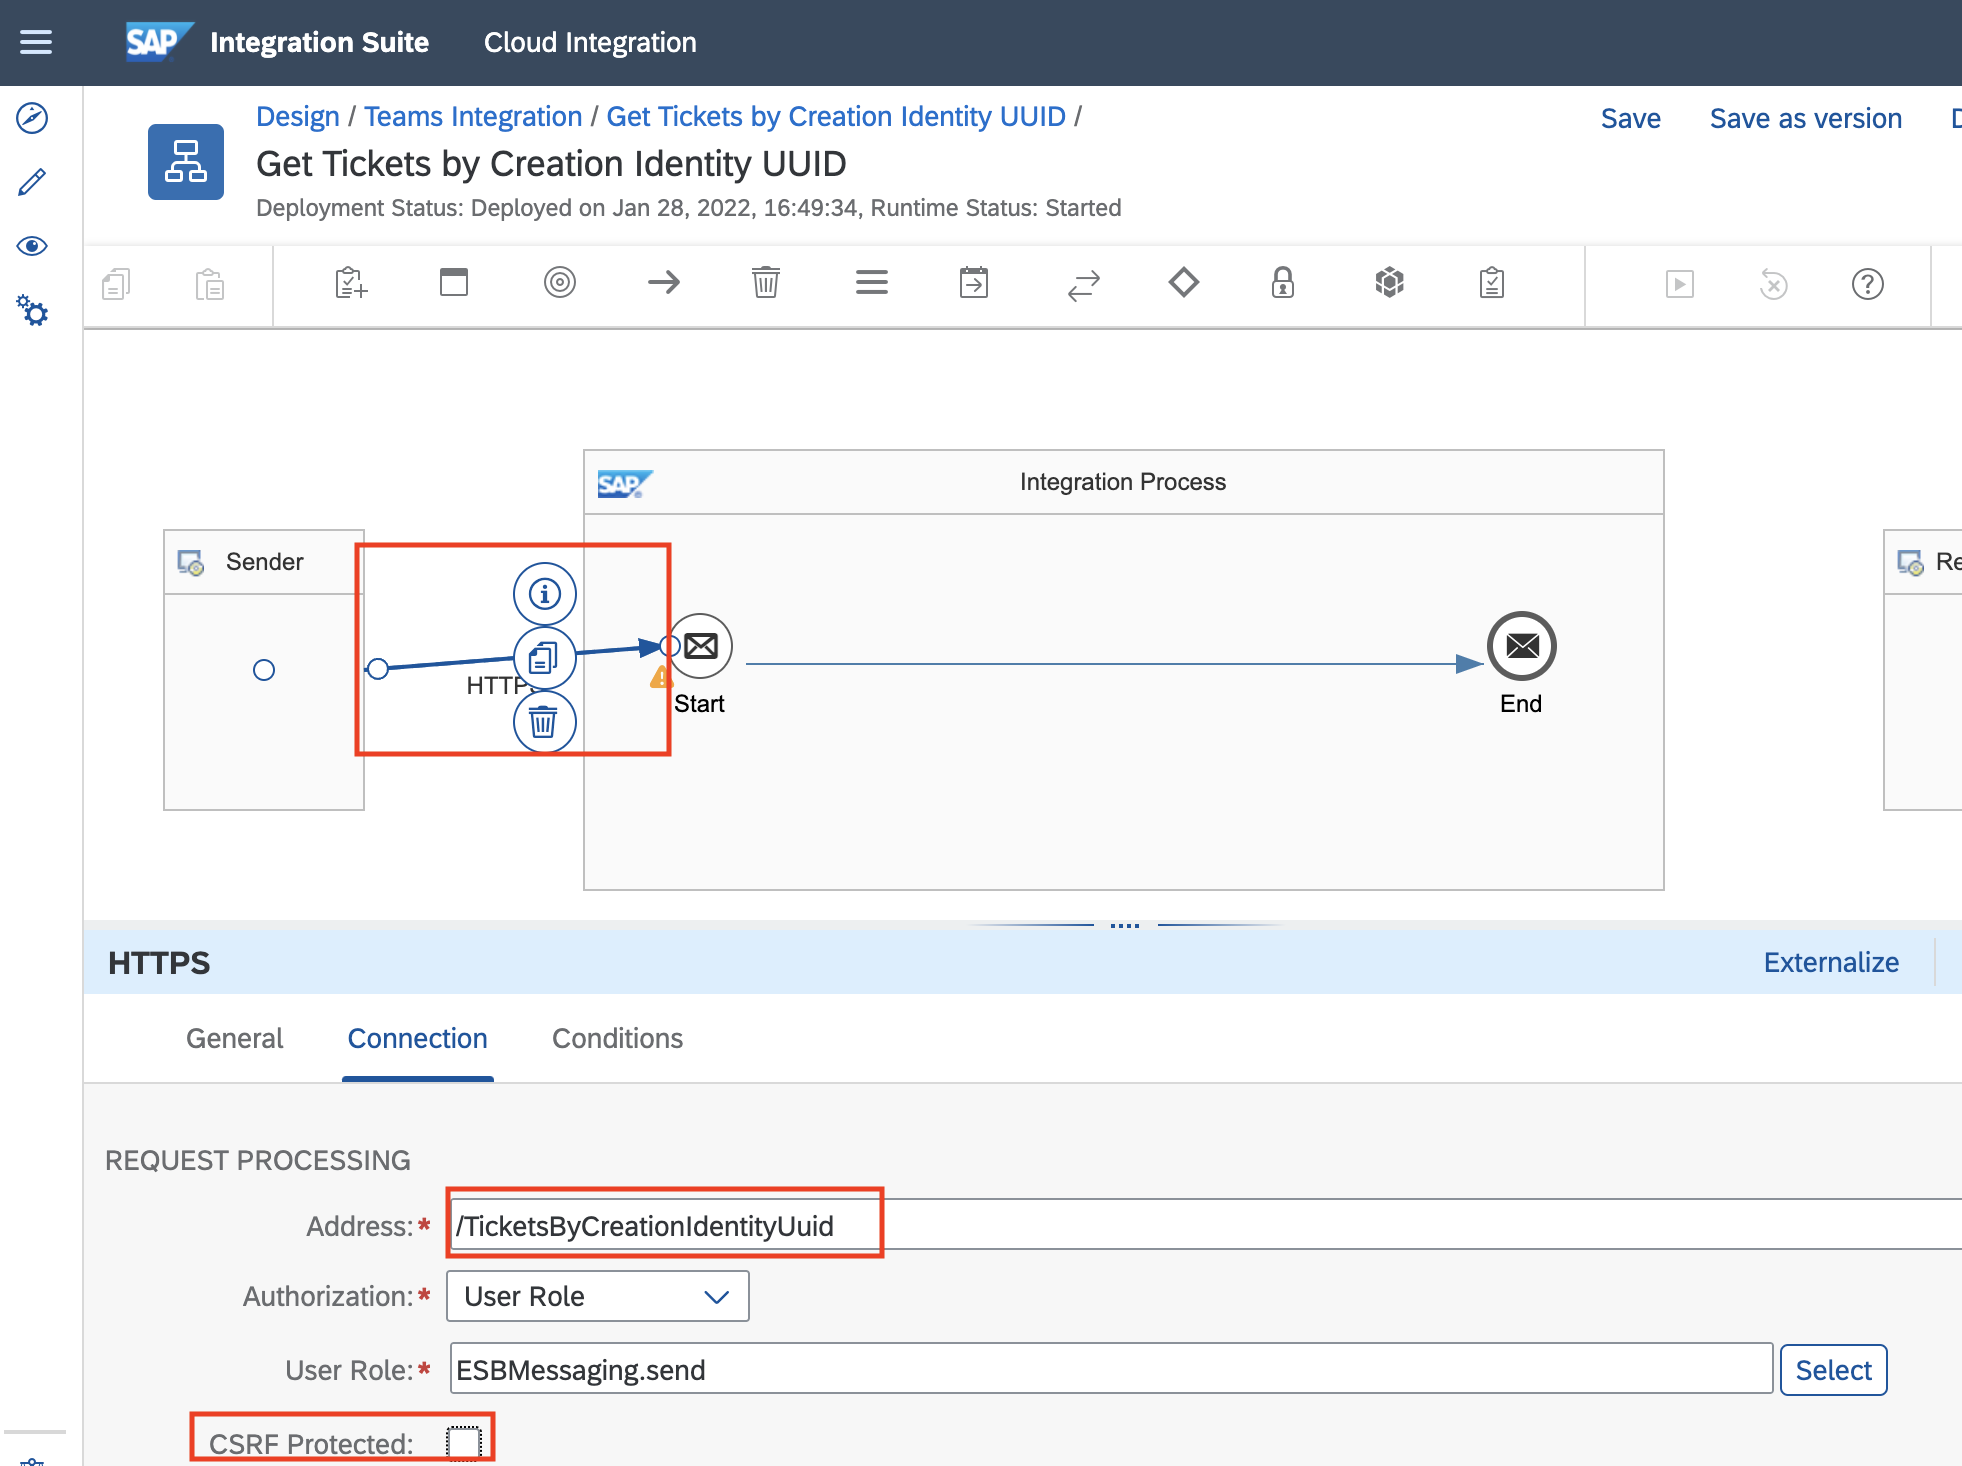 SAP Integration Suite Cloud Integration
Design / Teams Integration / Get Tickets by Creation Identity UUID /
Save Save as version
Get Tickets by Creation Identity UUID
Deployment Status: Deployed on Jan 28, 2022, 16:49:34, Runtime Status: Started
SAP Integration Process
Sender
Re
HTTPS
Start
End
HTTPS
Externalize
General Connection Conditions
REQUEST PROCESSING
Address:* /TicketsByCreationIdentityUuid
Authorization:* User Role
User Role:* ESBMessaging.send Select
CSRF Protected: